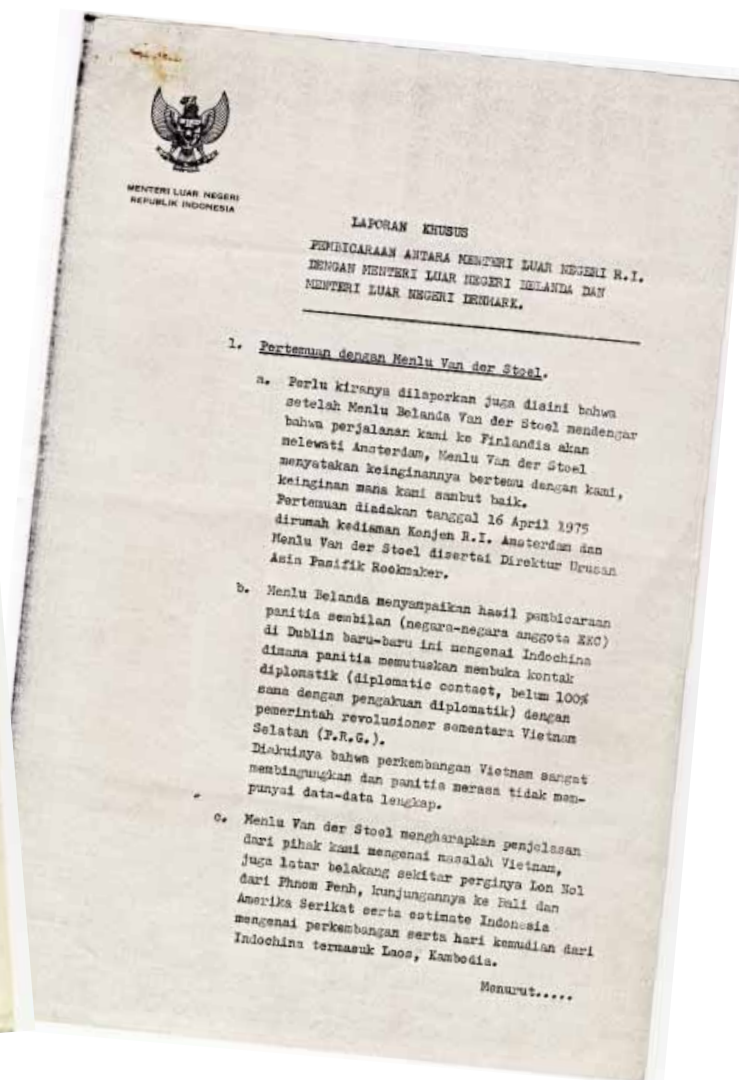 MENTERI LUAR NEGERI
REPUBLIK INDONESIA
LAPORAN KHUSUS
PEMBICARAAN ANTARA MENTERI LUAR NEGERI R.I.
DENGAN MENTERI LUAR NEGERI BELANDA DAN
MENTERI LUAR NEGERI DENMARK.
1. Pertemuan dengan Menlu Van der Stoel.
a. Perlu kiranya dilaporkan juga disini bahwa
setelah Menlu Belanda Van der Stoel mendengar
bahwa perjalanan kami ke Finlandia akan
melewati Amsterdam, Menlu Van der Stoel
menyatakan keinginannya bertemu dengan kami,
keinginan mana kami sambut baik.
Pertemuan diadakan tanggal 16 April 1975
dirumah kediaman Konjen R.I. Amsterdam dan
Menlu Van der Stoel disertai Direktur Urusan
Asia Pasifik Rookmaker.
b. Menlu Belanda menyampaikan hasil pembicaraan
panitia sembilan (negara-negara anggota EEC)
di Dublin baru-baru ini mengenai Indochina
dimana panitia memutuskan membuka kontak
diplomatik (diplomatic contact, belum 100%
sama dengan pengakuan diplomatik) dengan
pemerintah revolusioner sementara Vietnam
Selatan (P.R.G.).
Diakuinya bahwa perkembangan Vietnam sangat
membingungkan dan panitia merasa tidak mem-
punyai data-data lengkap.
c. Menlu Van der Stoel mengharapkan penjelasan
dari pihak kami mengenai masalah Vietnam,
juga latar belakang sekitar perginya Lon Nol
dari Phnom Penh, kunjungannya ke Bali dan
Amerika Serikat serta estimate Indonesia
mengenai perkembangan serta hari kemudian dari
Indochina termasuk Laos, Kambodia.
Menurut.....